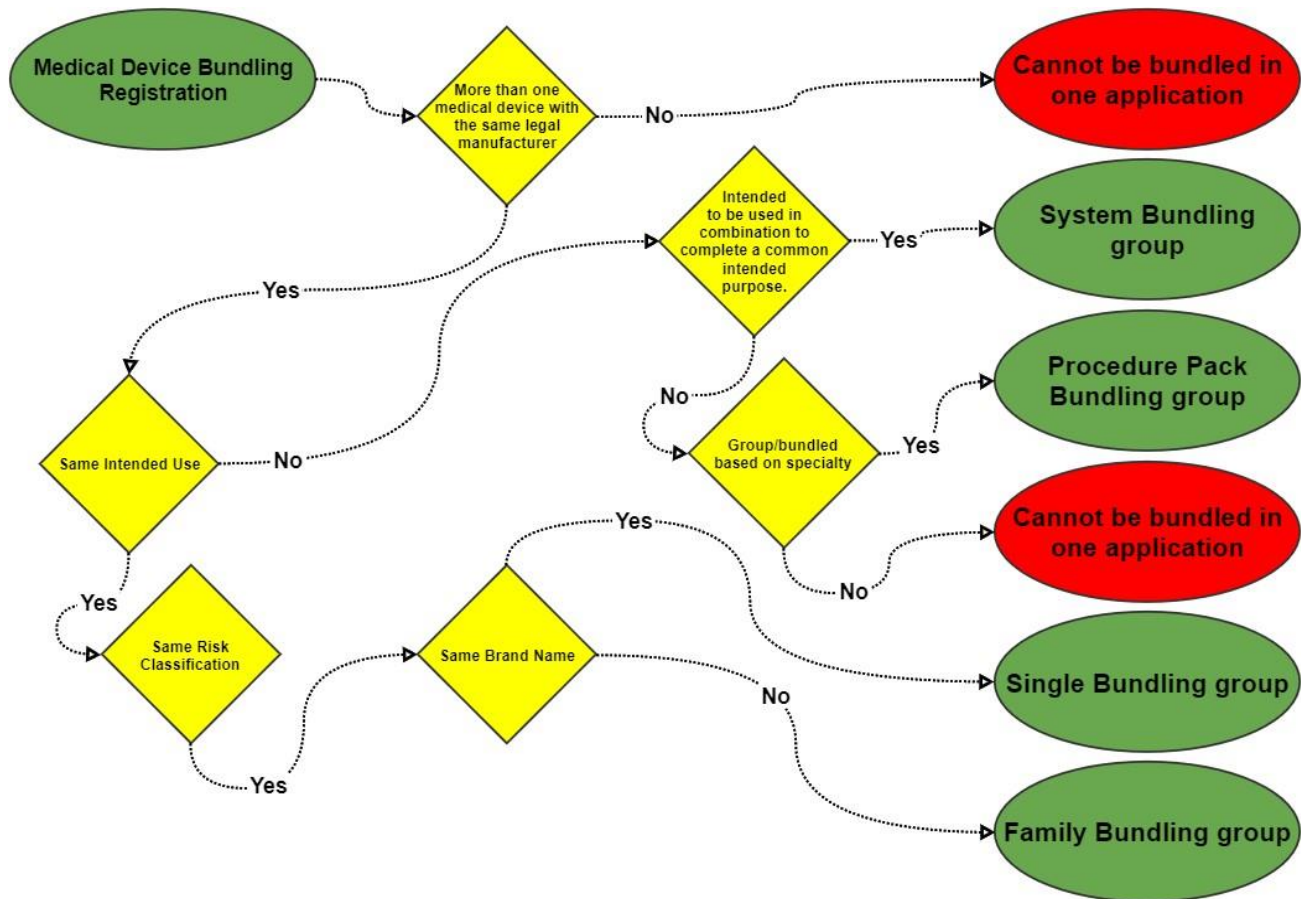 Medical Device Bundling
Registration
More than one
medical device with
the same legal
manufacturer
No
Cannot be bundled in
one application
Intended
to be used in
combination to
complete a common
intended
purpose.
Yes
System Bundling
group
Yes
No
Procedure Pack
Bundling group
Same Intended Use
No
Group/bundled
based on specialty
Yes
Yes
Cannot be bundled in
one application
No
Yes
Same Risk
Classification
Same Brand Name
No
Single Bundling group
Yes
Family Bundling group